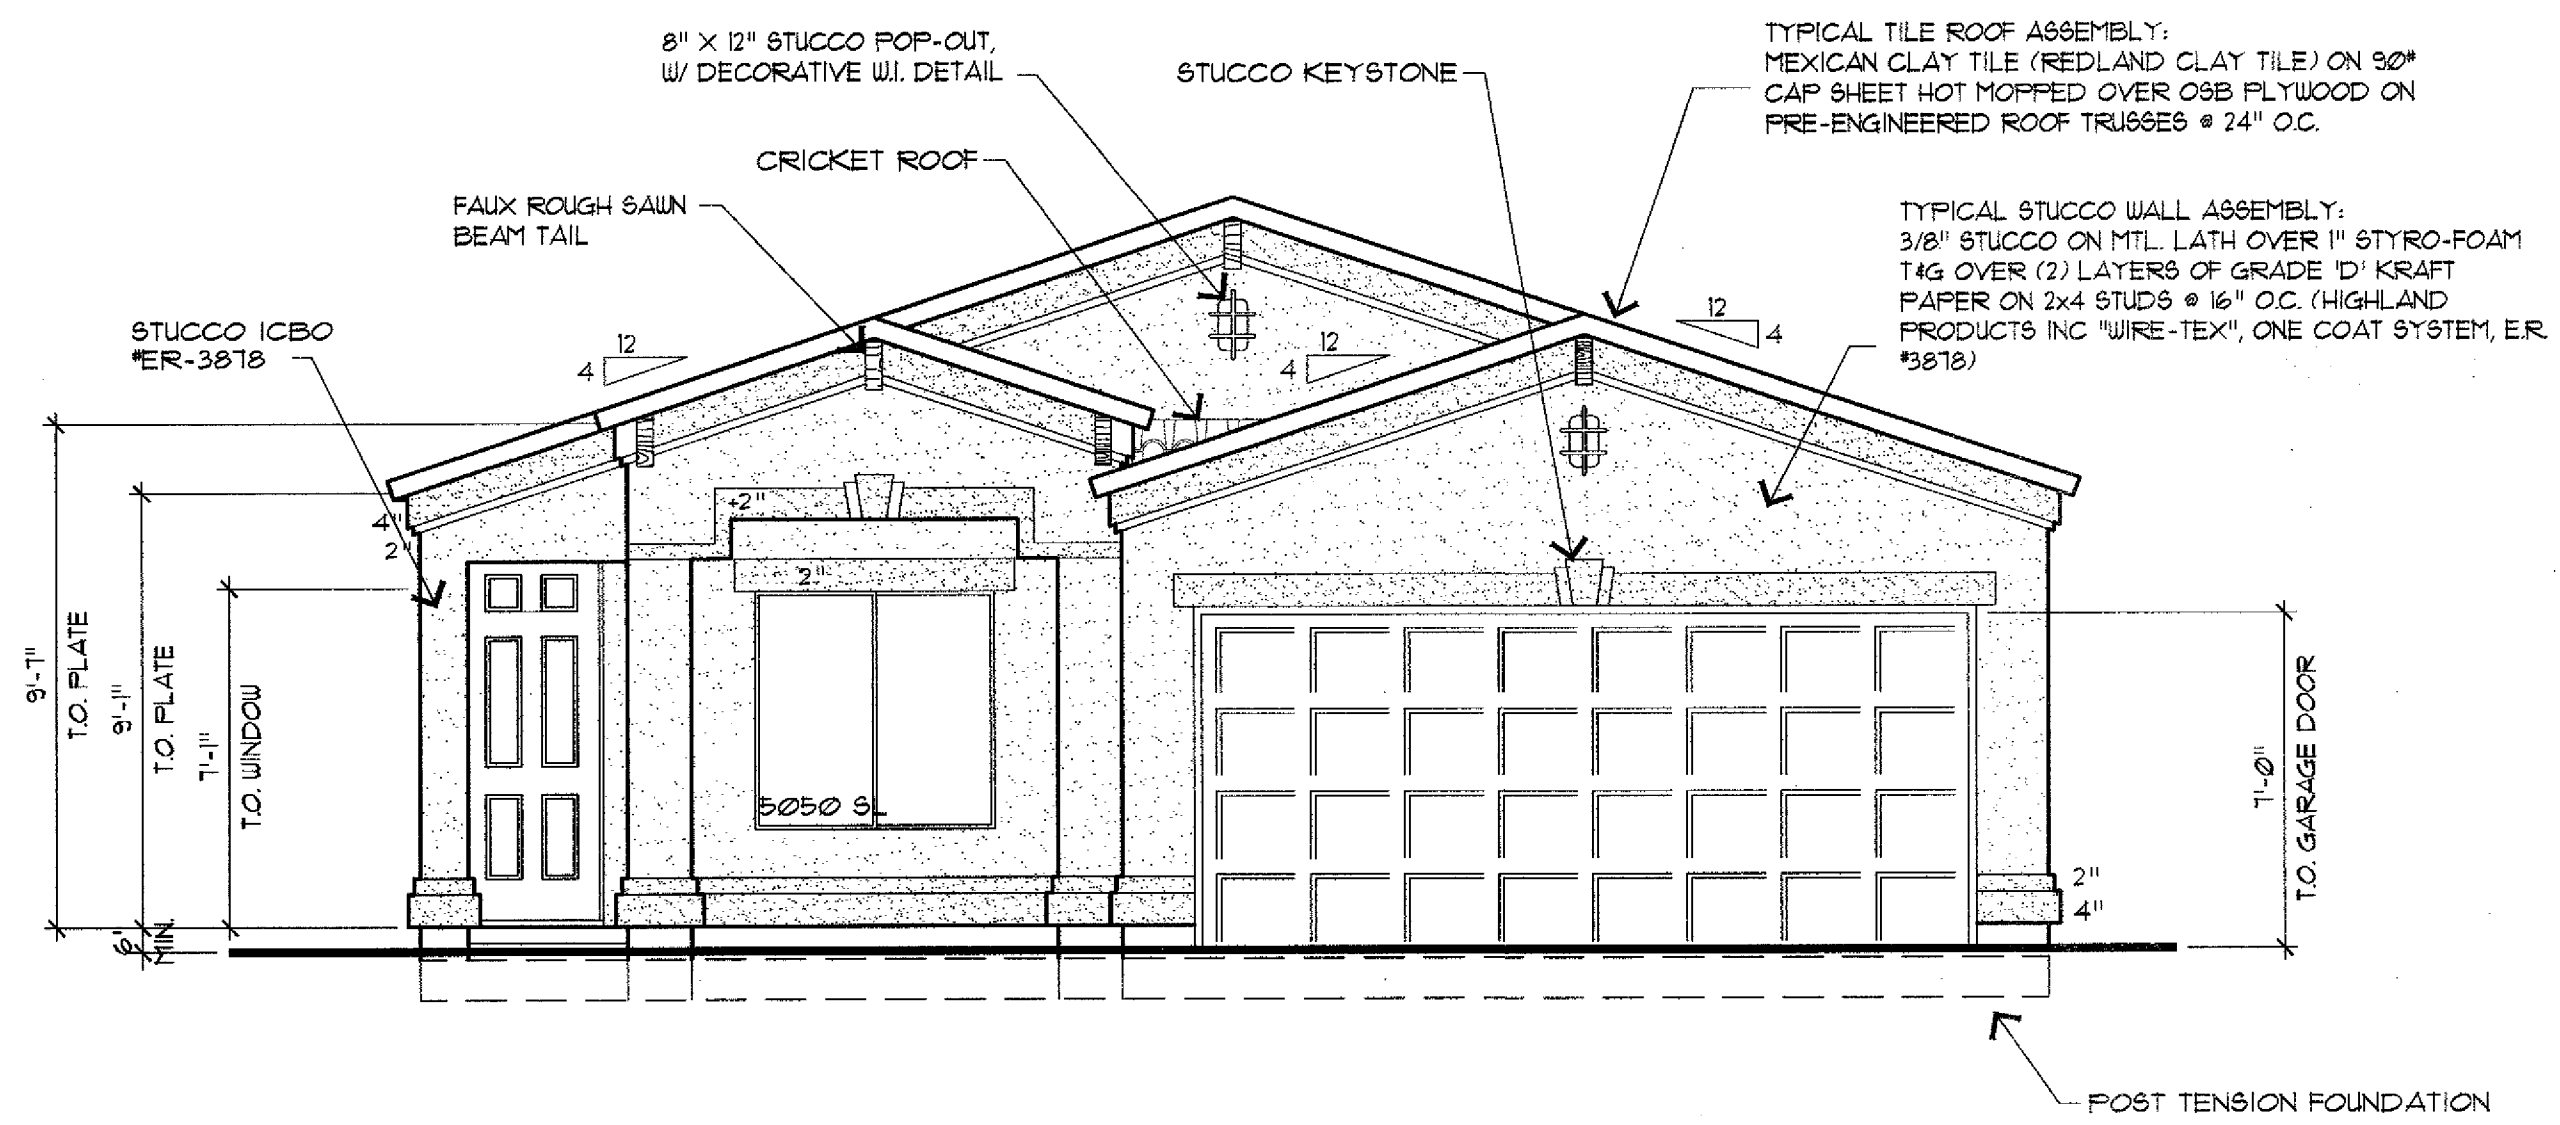 8" X 12" STUCCO POP-OUT,
W/ DECORATIVE W.I. DETAIL
STUCCO KEYSTONE
TYPICAL TILE ROOF ASSEMBLY:
MEXICAN CLAY TILE (REDLAND CLAY TILE) ON 90#
CAP SHEET HOT MOPPED OVER OSB PLYWOOD ON
PRE-ENGINEERED ROOF TRUSSES @ 24" O.C.
CRICKET ROOF
FAUX ROUGH SAWN
BEAM TAIL
TYPICAL STUCCO WALL ASSEMBLY:
3/8" STUCCO ON MTL. LATH OVER 1" STYRO-FOAM
T&G OVER (2) LAYERS OF GRADE 'D' KRAFT
PAPER ON 2x4 STUDS @ 16" O.C. (HIGHLAND
PRODUCTS INC "WIRE-TEX", ONE COAT SYSTEM, E.R.
#3878)
STUCCO ICBO
#ER-3878
12
4
12
4
12
4
4"
2"
+2"
2"
5050 SL
9'-7"
T.O. PLATE
9'-1"
T.O. PLATE
7'-1"
T.O. WINDOW
6"
MIN.
7'-0"
T.O. GARAGE DOOR
2"
4"
POST TENSION FOUNDATION